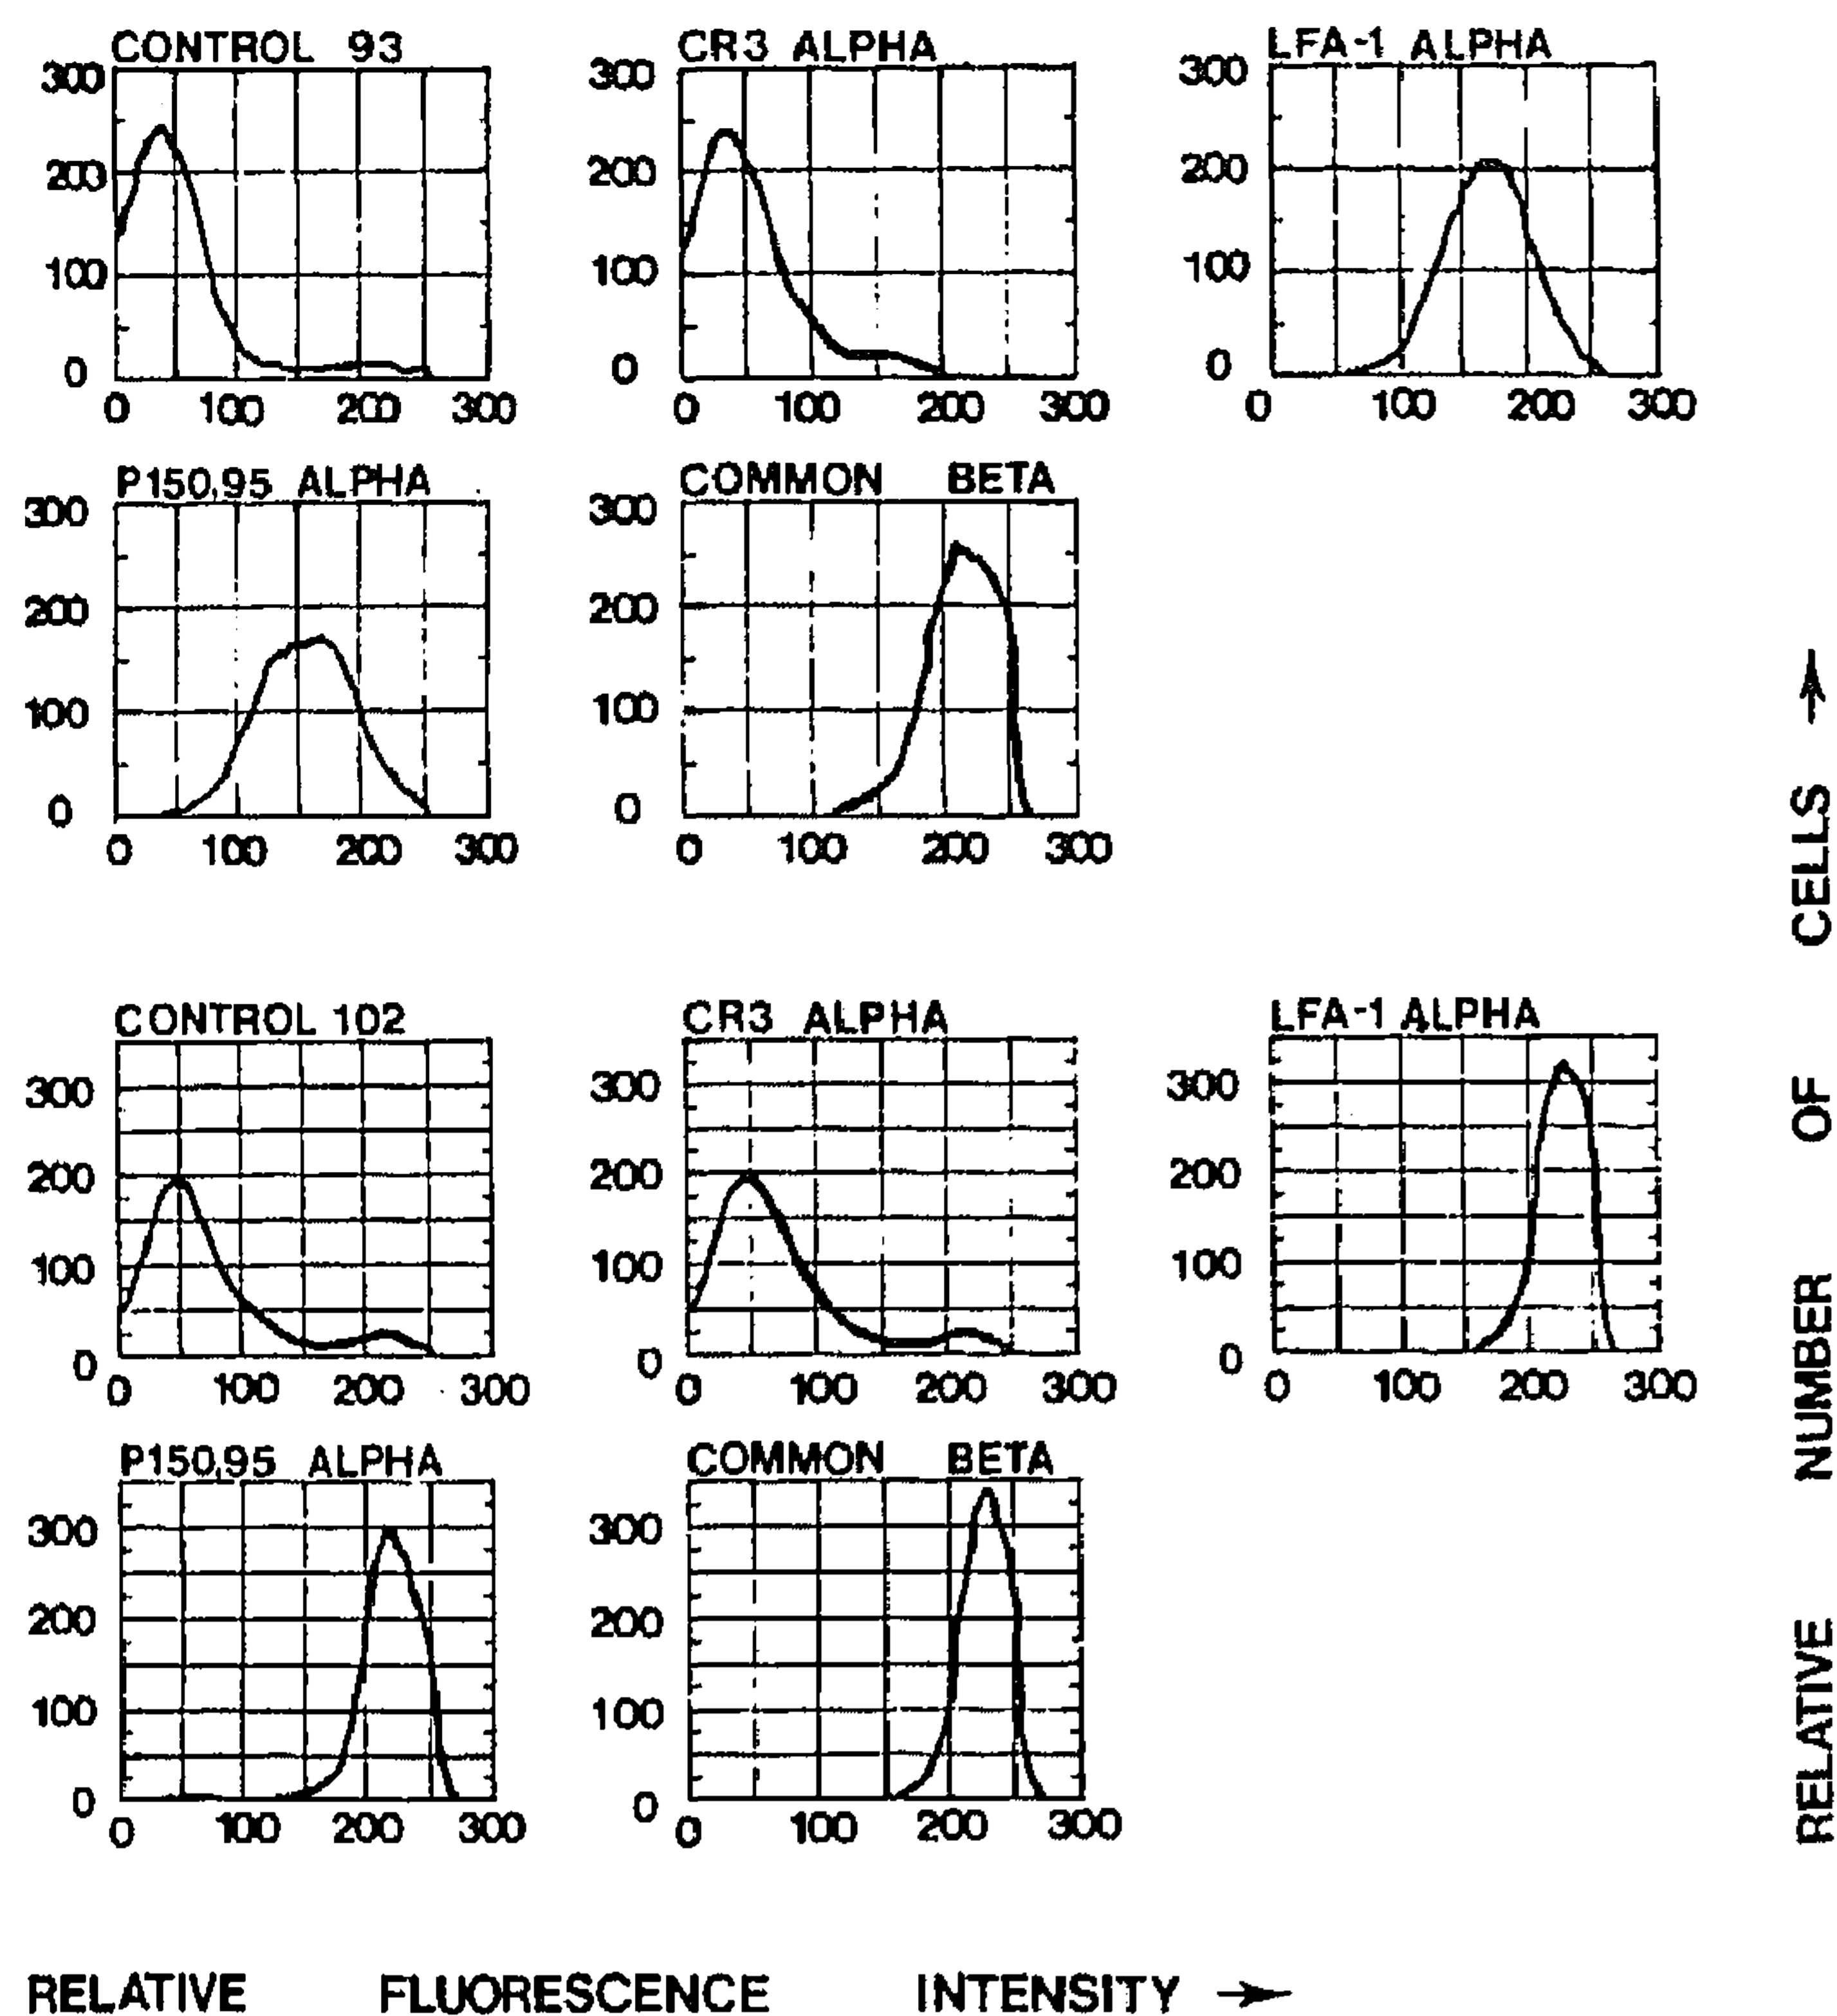 CONTROL 93
300
200
100
0
0 100 200 300
CR3 ALPHA
300
200
100
0
0 100 200 300
LFA-1 ALPHA
300
200
100
0
0 100 200 300
P150,95 ALPHA
300
200
100
0
0 100 200 300
COMMON BETA
300
200
100
0
0 100 200 300
CONTROL 102
300
200
100
0
0 100 200 300
CR3 ALPHA
300
200
100
0
0 100 200 300
LFA-1 ALPHA
300
200
100
0
0 100 200 300
P150,95 ALPHA
300
200
100
0
0 100 200 300
COMMON BETA
300
200
100
0
0 100 200 300
RELATIVE NUMBER OF CELLS →
RELATIVE FLUORESCENCE INTENSITY →